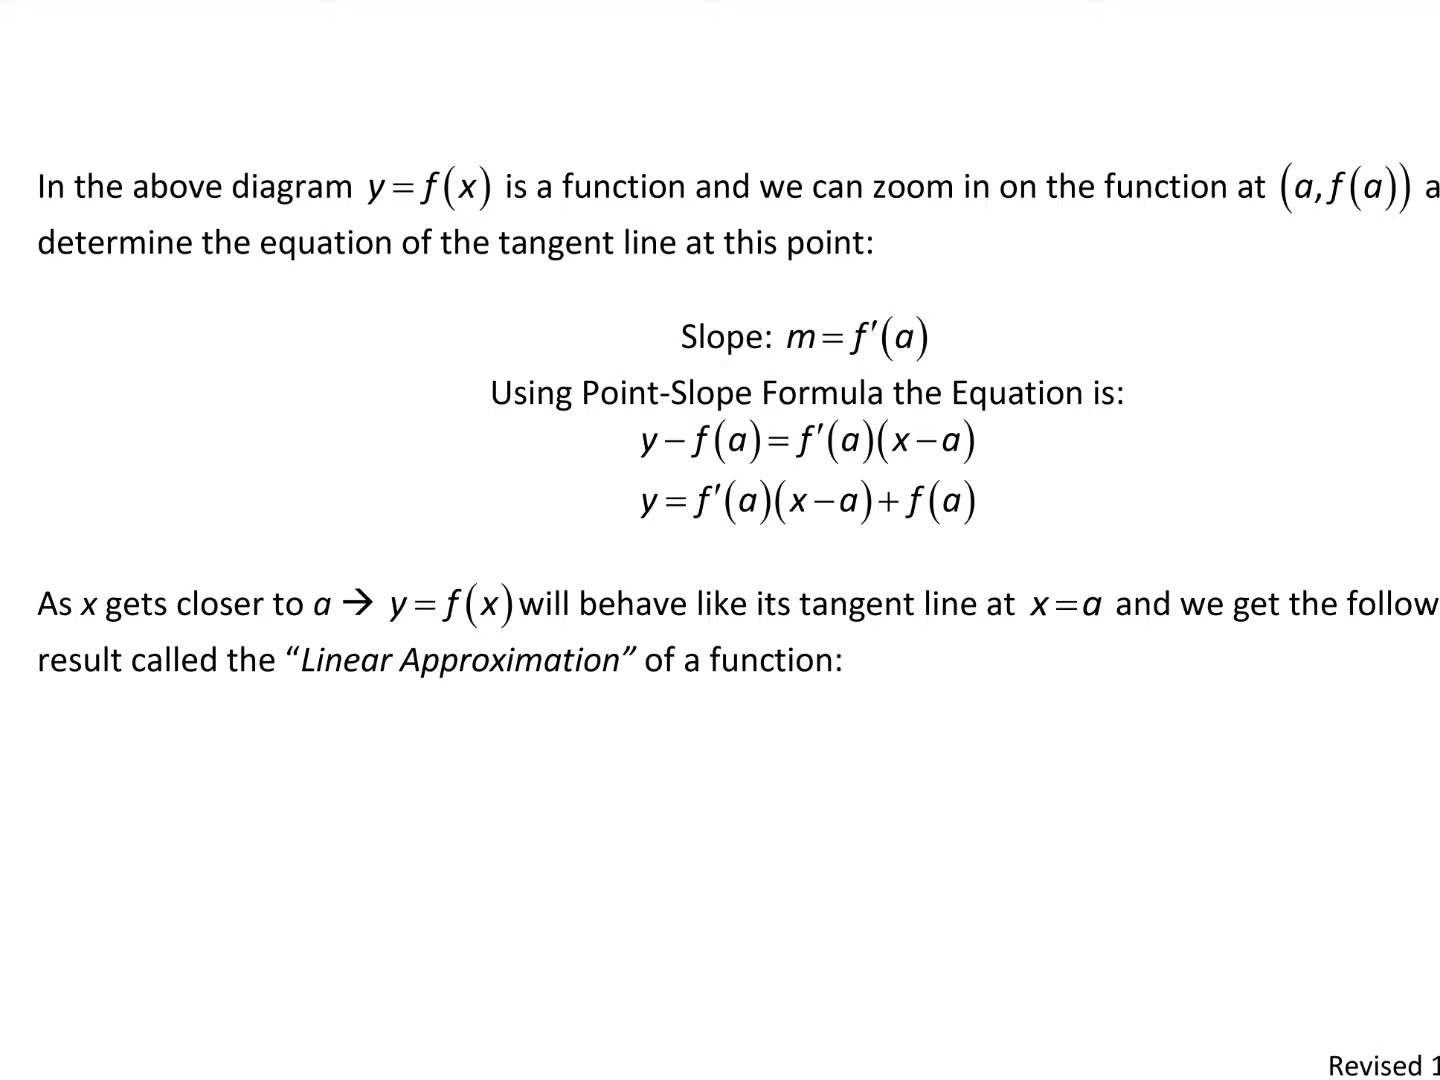 In the above diagram y = f(x) is a function and we can zoom in on the function at (a, f(a)) a
determine the equation of the tangent line at this point:
Slope: m = f′(a)
Using Point-Slope Formula the Equation is:
y − f(a) = f′(a)(x − a)
y = f′(a)(x − a) + f(a)
As x gets closer to a → y = f(x) will behave like its tangent line at x = a and we get the follow
result called the “Linear Approximation” of a function:
Revised 1